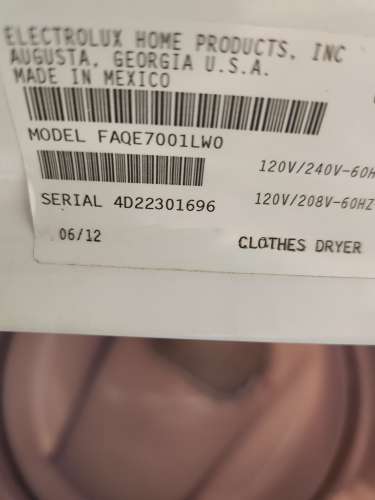 ELECTROLUX HOME PRODUCTS, INC
AUGUSTA, GEORGIA U.S.A.
MADE IN MEXICO
MODEL FAQE7001LW0
120V/240V-60H
SERIAL 4D22301696
120V/208V-60HZ
06/12
CLOTHES DRYER